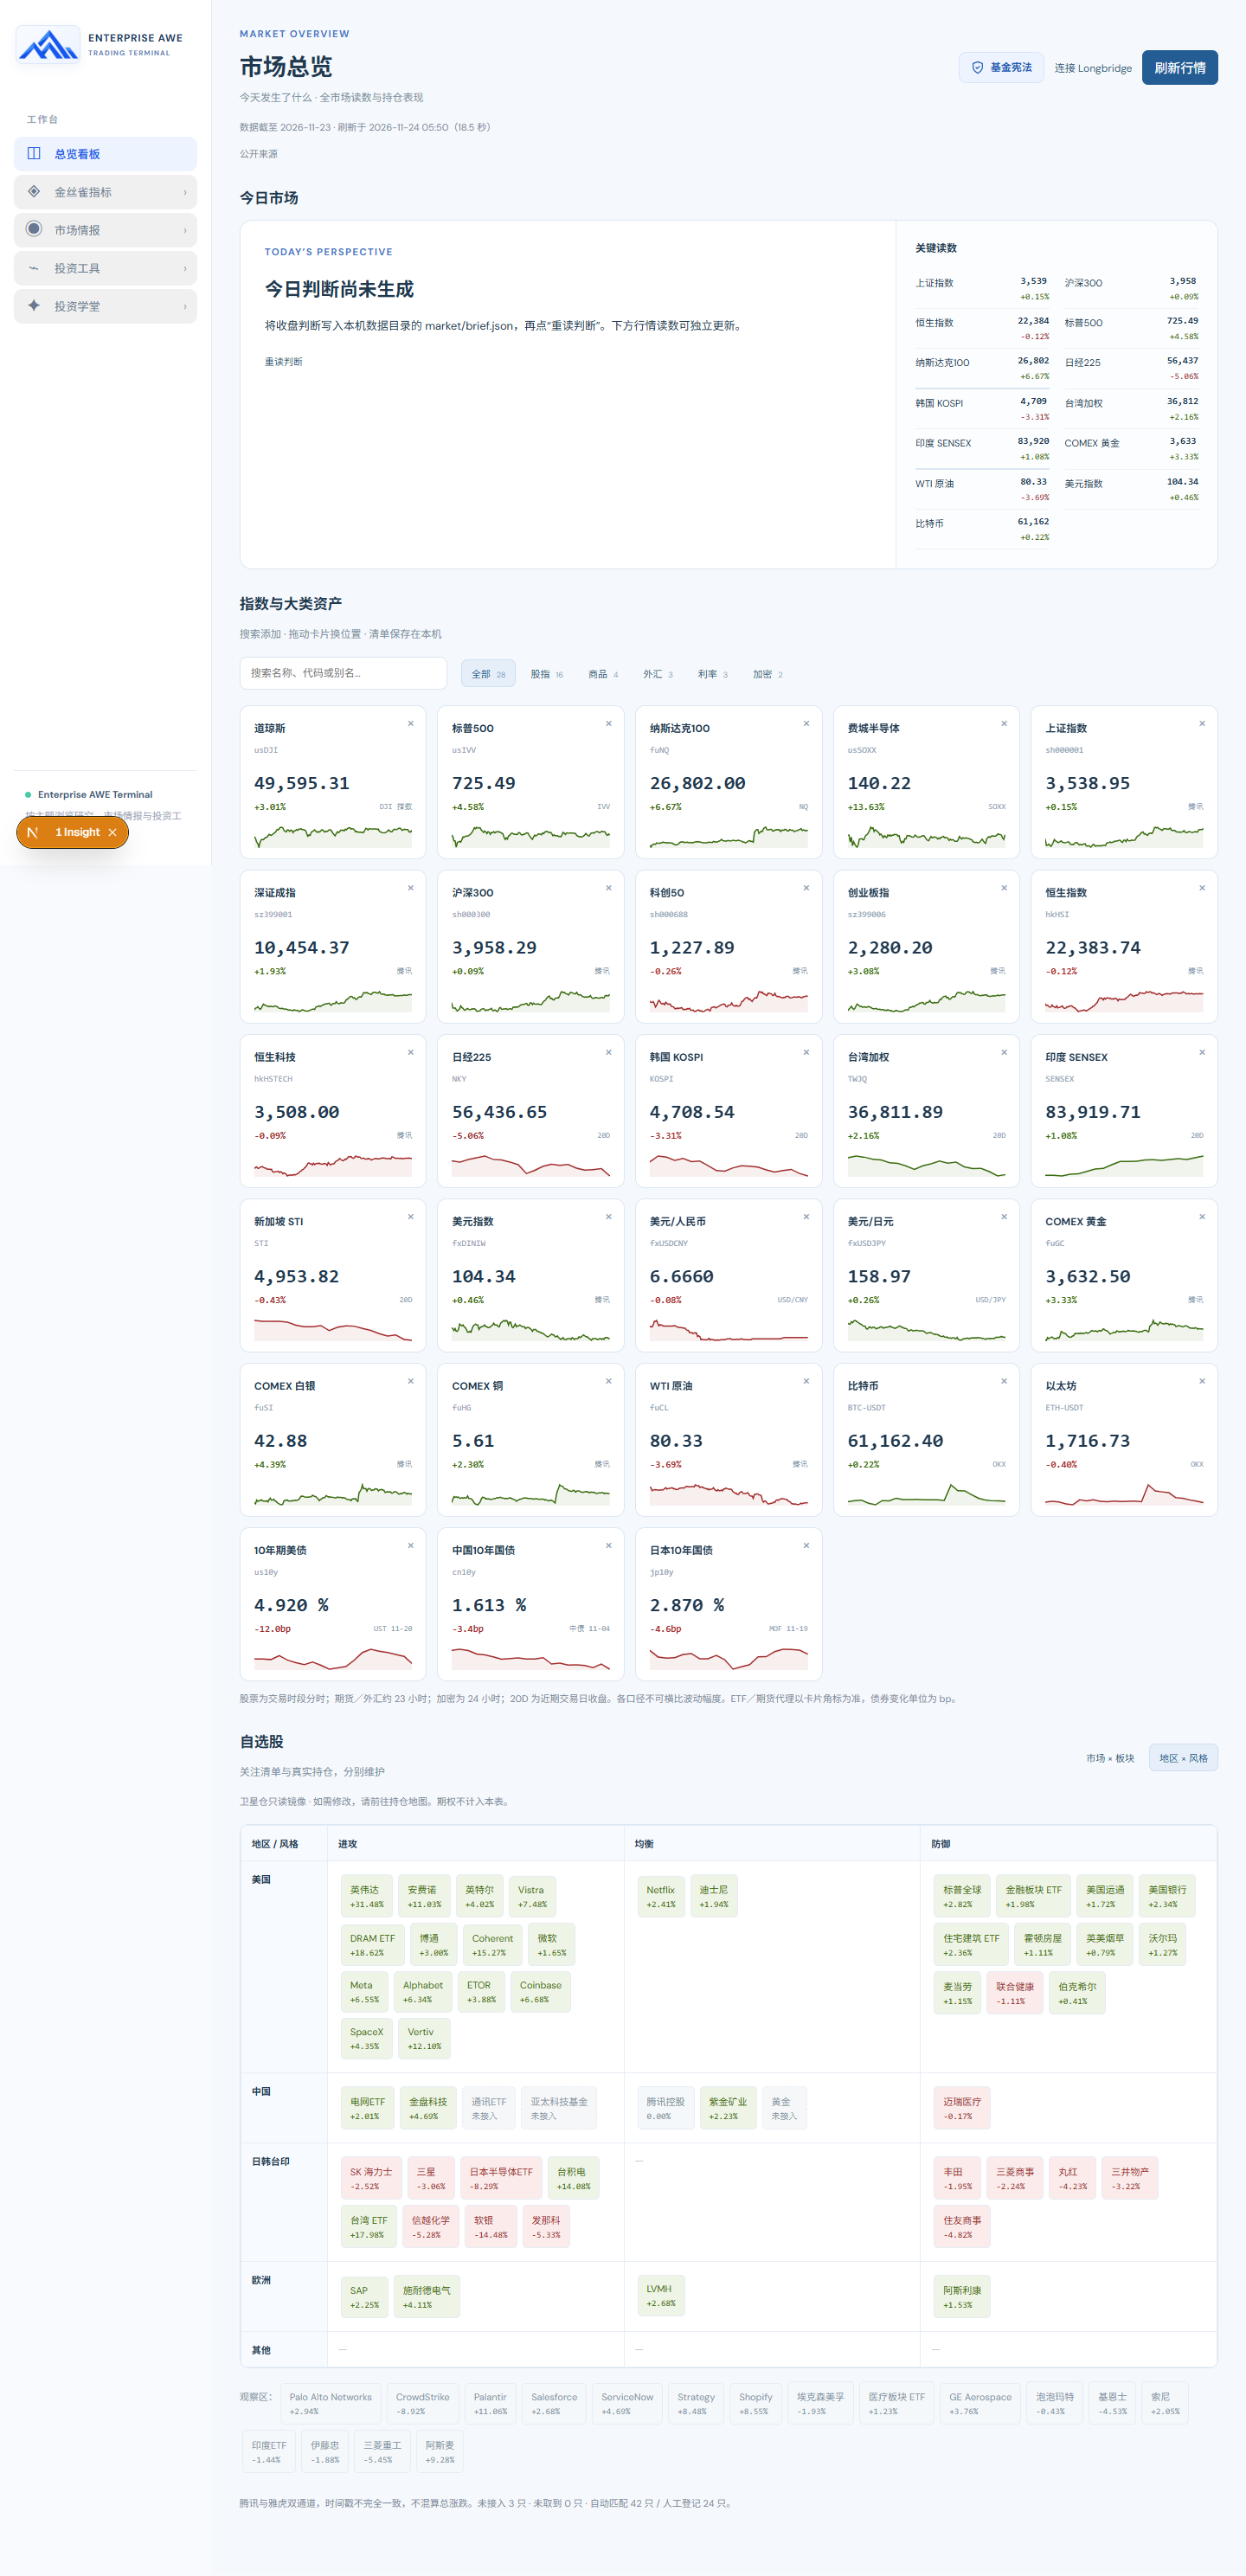 ENTERPRISE AWE
TRADING TERMINAL
工作台
总览看板
金丝雀指标 ›
市场情报 ›
投资工具 ›
投资学堂 ›
Enterprise AWE Terminal
市场情报与投资工
1 Insight ×
MARKET OVERVIEW
市场总览
今天发生了什么 · 全市场读数与持仓表现
数据截至 2026-11-23 · 刷新于 2026-11-24 05:50（18.5 秒）
公开来源
基金宪法 连接 Longbridge 刷新行情
今日市场
TODAY'S PERSPECTIVE
今日判断尚未生成
将收盘判断写入本机数据目录的 market/brief.json，再点“重读判断”。下方行情读数可独立更新。
重读判断
关键读数
上证指数 3,539 +0.15%
沪深300 3,958 +0.09%
恒生指数 22,384 -0.12%
标普500 725.49 +4.58%
纳斯达克100 26,802 +6.67%
日经225 56,437 -5.06%
韩国 KOSPI 4,709 -3.31%
台湾加权 36,812 +2.16%
印度 SENSEX 83,920 +1.08%
COMEX 黄金 3,633 +3.33%
WTI 原油 80.33 -3.69%
美元指数 104.34 +0.46%
比特币 61,162 +0.22%
指数与大类资产
搜索添加 · 拖动卡片换位置 · 清单保存在本机
搜索名称、代码或别名…
全部 28 股指 16 商品 4 外汇 3 利率 3 加密 2
道琼斯 ×
usDJI
49,595.31
+3.01% DJI 探数
标普500 ×
usIVV
725.49
+4.58% IVV
纳斯达克100 ×
fuNQ
26,802.00
+6.67% NQ
费城半导体 ×
usSOXX
140.22
+13.63% SOXX
上证指数 ×
sh000001
3,538.95
+0.15% 腾讯
深证成指 ×
sz399001
10,454.37
+1.93% 腾讯
沪深300 ×
sh000300
3,958.29
+0.09% 腾讯
科创50 ×
sh000688
1,227.89
-0.26% 腾讯
创业板指 ×
sz399006
2,280.20
+3.08% 腾讯
恒生指数 ×
hkHSI
22,383.74
-0.12% 腾讯
恒生科技 ×
hkHSTECH
3,508.00
-0.09% 腾讯
日经225 ×
NKY
56,436.65
-5.06% 20D
韩国 KOSPI ×
KOSPI
4,708.54
-3.31% 20D
台湾加权 ×
TWJQ
36,811.89
+2.16% 20D
印度 SENSEX ×
SENSEX
83,919.71
+1.08% 20D
新加坡 STI ×
STI
4,953.82
-0.43% 20D
美元指数 ×
fxDINIW
104.34
+0.46% 腾讯
美元/人民币 ×
fxUSDCNY
6.6660
-0.08% USD/CNY
美元/日元 ×
fxUSDJPY
158.97
+0.26% USD/JPY
COMEX 黄金 ×
fuGC
3,632.50
+3.33% 腾讯
COMEX 白银 ×
fuSI
42.88
+4.39% 腾讯
COMEX 铜 ×
fuHG
5.61
+2.30% 腾讯
WTI 原油 ×
fuCL
80.33
-3.69% 腾讯
比特币 ×
BTC-USDT
61,162.40
+0.22% OKX
以太坊 ×
ETH-USDT
1,716.73
-0.40% OKX
10年期美债 ×
us10y
4.920 %
-12.0bp UST 11-20
中国10年国债 ×
cn10y
1.613 %
-3.4bp 中债 11-04
日本10年国债 ×
jp10y
2.870 %
-4.6bp MOF 11-19
股票为交易时段分时；期货／外汇约 23 小时；加密为 24 小时；20D 为近期交易日收盘。各口径不可横比波动幅度。ETF／期货代理以卡片角标为准，债券变化单位为 bp。
自选股
关注清单与真实持仓，分别维护
卫星仓只读镜像 · 如需修改，请前往持仓地图。期权不计入本表。
市场 × 板块 地区 × 风格
地区 / 风格 进攻 均衡 防御
美国
英伟达 +31.48% 安费诺 +11.03% 英特尔 +4.02% Vistra +7.48%
DRAM ETF +18.62% 博通 +3.00% Coherent +15.27% 微软 +1.65%
Meta +6.55% Alphabet +6.34% ETOR +3.88% Coinbase +6.68%
SpaceX +4.35% Vertiv +12.10%
Netflix +2.41% 迪士尼 +1.94%
标普全球 +2.82% 金融板块 ETF +1.98% 美国运通 +1.72% 美国银行 +2.34%
住宅建筑 ETF +2.36% 霍顿房屋 +1.11% 英美烟草 +0.79% 沃尔玛 +1.27%
麦当劳 +1.15% 联合健康 -1.11% 伯克希尔 +0.41%
中国
电网ETF +2.01% 金盘科技 +4.69% 通讯ETF 未接入 亚太科技基金 未接入
腾讯控股 0.00% 紫金矿业 +2.23% 黄金 未接入
迈瑞医疗 -0.17%
日韩台印
SK 海力士 -2.52% 三星 -3.06% 日本半导体ETF -8.29% 台积电 +14.08%
台湾 ETF +17.98% 信越化学 -5.28% 软银 -14.48% 发那科 -5.33%
—
丰田 -1.95% 三菱商事 -2.24% 丸红 -4.23% 三井物产 -3.22%
住友商事 -4.82%
欧洲
SAP +2.25% 施耐德电气 +4.11%
LVMH +2.68%
阿斯利康 +1.53%
其他 — — —
观察区： Palo Alto Networks +2.94% CrowdStrike -8.92% Palantir +11.06% Salesforce +2.68% ServiceNow +4.69% Strategy +8.48% Shopify +8.55% 埃克森美孚 -1.93% 医疗板块 ETF +1.23% GE Aerospace +3.76% 泡泡玛特 -0.43% 基恩士 -4.53% 索尼 +2.05%
印度ETF -1.44% 伊藤忠 -1.88% 三菱重工 -5.45% 阿斯麦 +9.28%
腾讯与雅虎双通道，时间戳不完全一致，不混算总涨跌。未接入 3 只 · 未取到 0 只 · 自动匹配 42 只 / 人工登记 24 只。